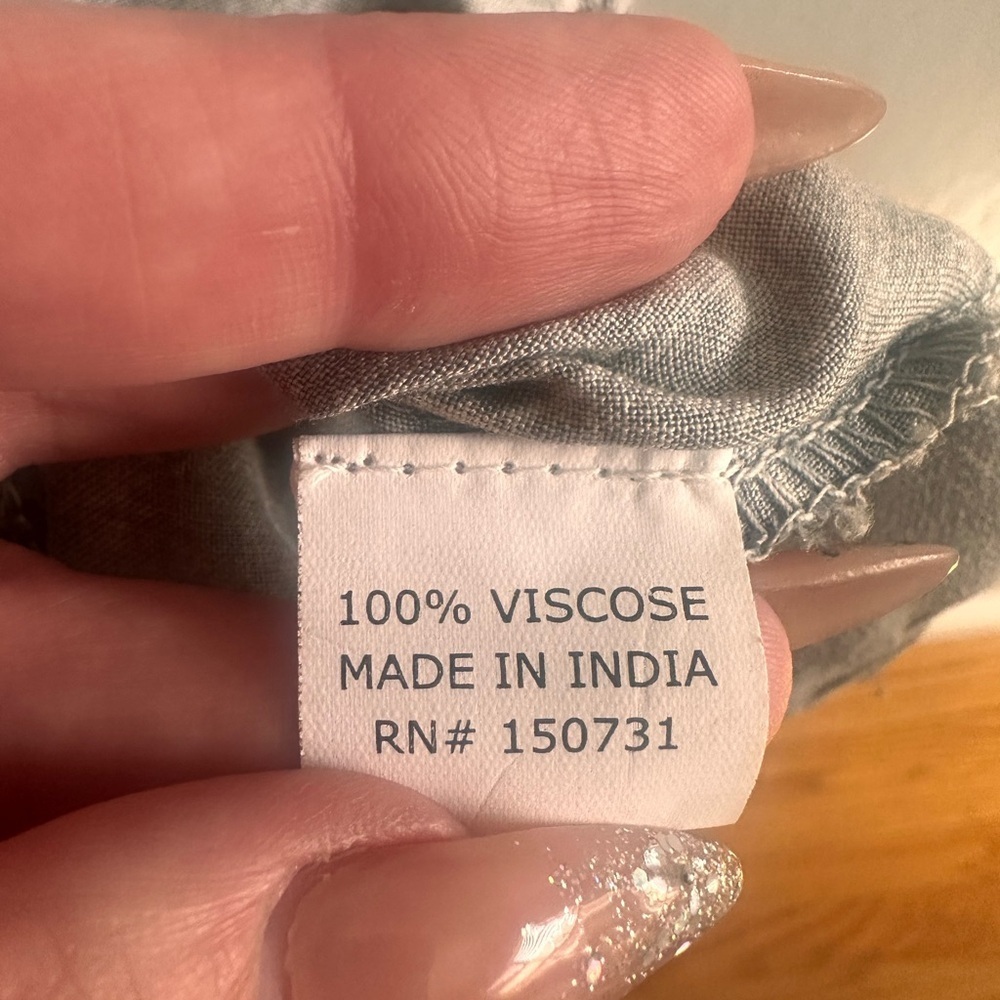 100% VISCOSE
MADE IN INDIA
RN# 150731